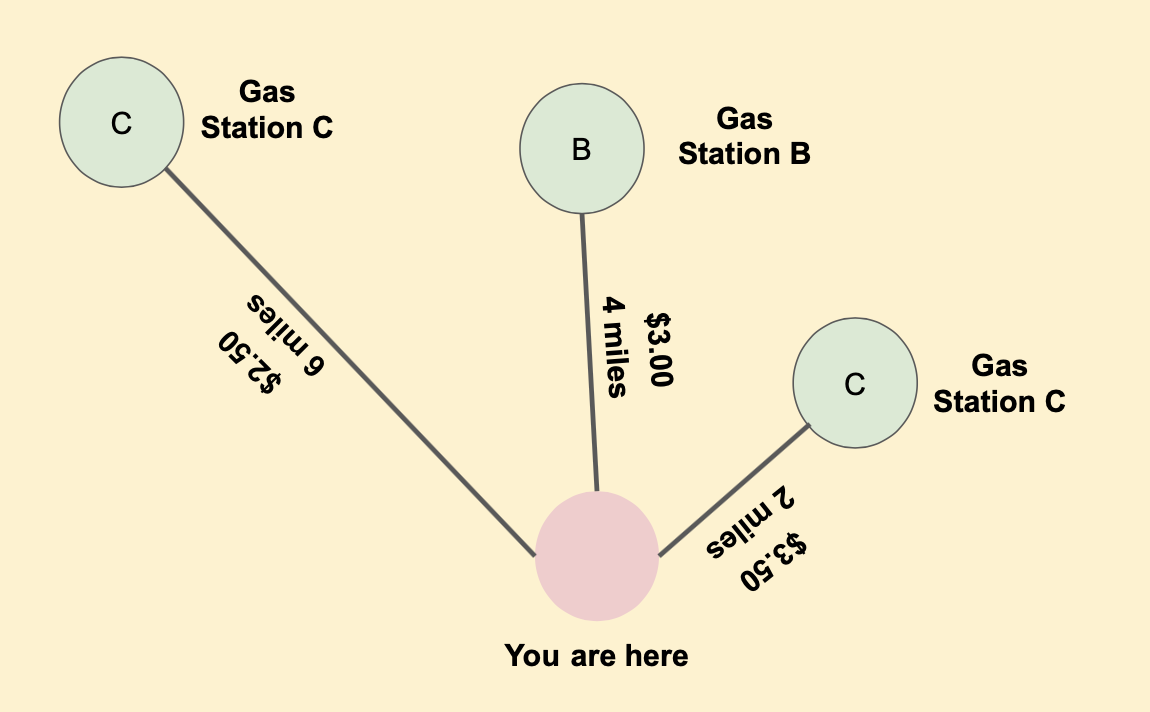 C
Gas
Station C
B
Gas
Station B
6 miles
$2.50
4 miles
$3.00
C
Gas
Station C
2 miles
$3.50
You are here